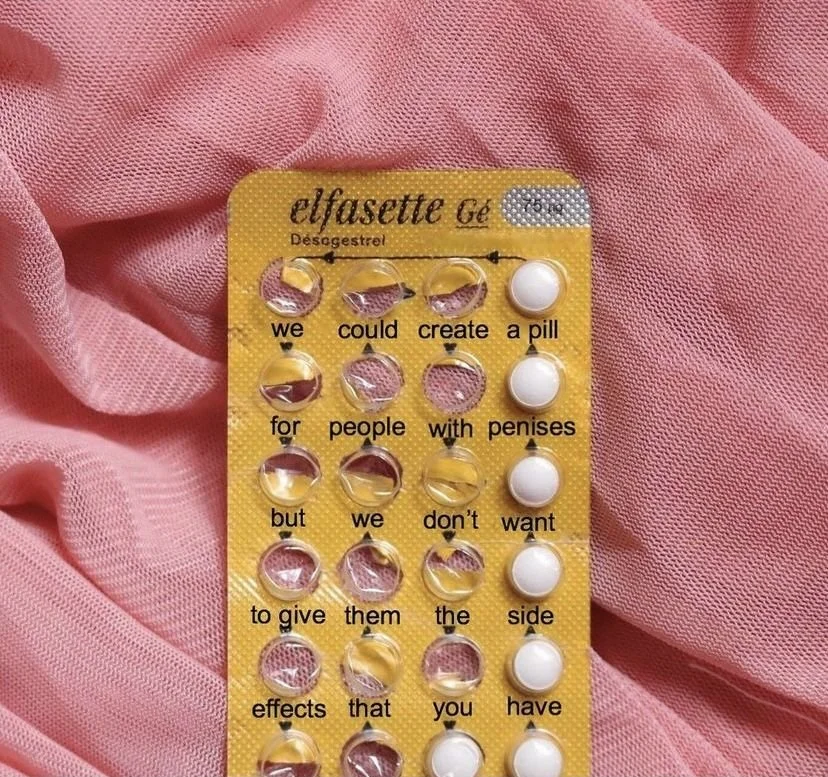 elfasette Gé 75 µg
Désogestrel
we could create a pill
for people with penises
but we don't want
to give them the side
effects that you have